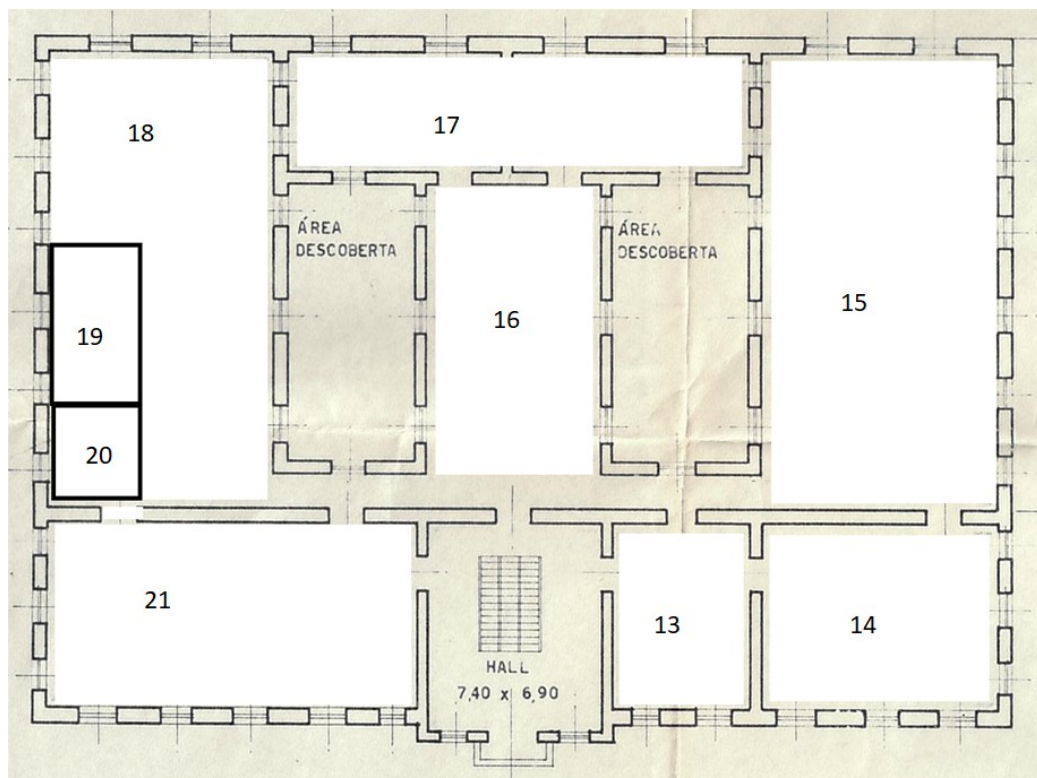 18
17
ÁREA
DESCOBERTA
ÁREA
DESCOBERTA
19
16
15
20
21
13
14
HALL
7,40 x 6,90